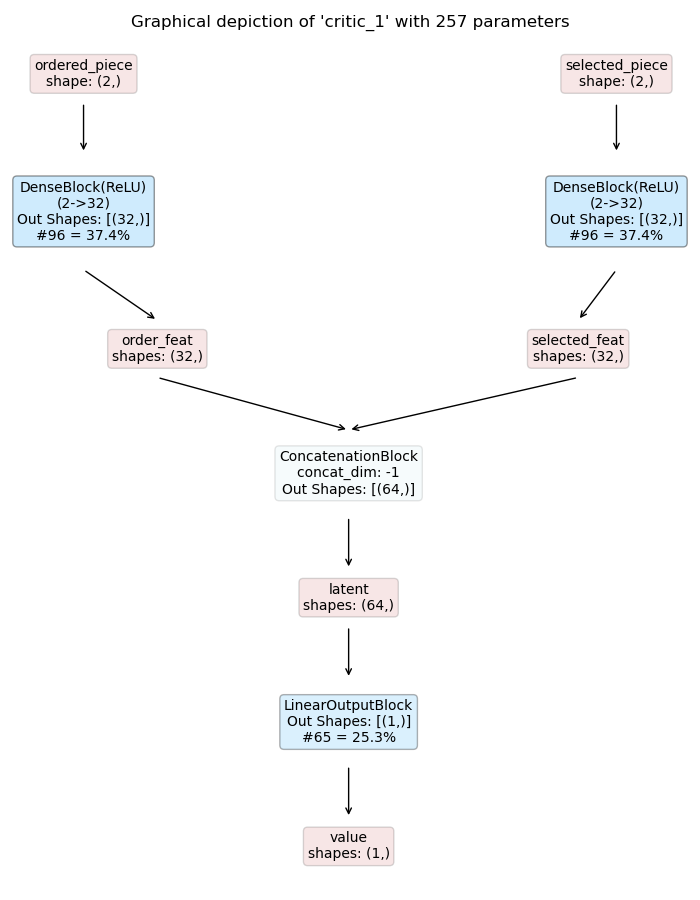 Graphical depiction of 'critic_1' with 257 parameters
ordered_piece
shape: (2,)
selected_piece
shape: (2,)
DenseBlock(ReLU)
(2->32)
Out Shapes: [(32,)]
#96 = 37.4%
DenseBlock(ReLU)
(2->32)
Out Shapes: [(32,)]
#96 = 37.4%
order_feat
shapes: (32,)
selected_feat
shapes: (32,)
ConcatenationBlock
concat_dim: -1
Out Shapes: [(64,)]
latent
shapes: (64,)
LinearOutputBlock
Out Shapes: [(1,)]
#65 = 25.3%
value
shapes: (1,)